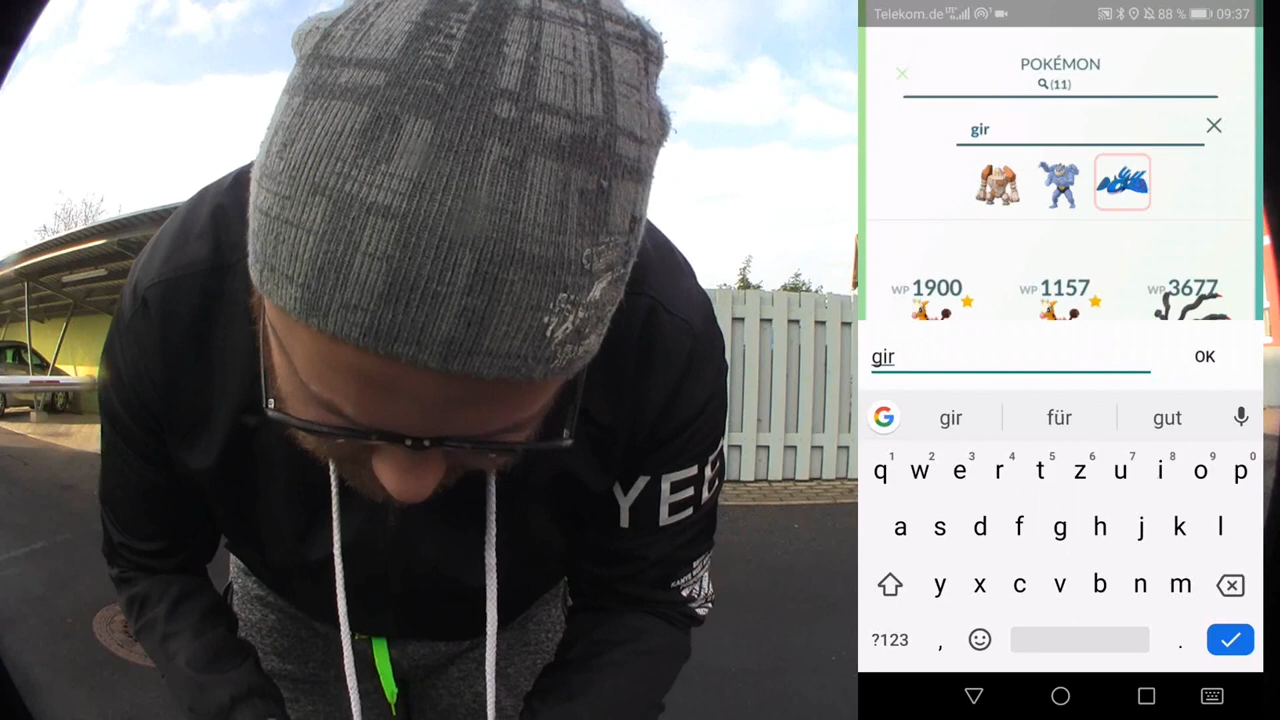 Telekom.de 88 % 09:37
POKÉMON
(11)
gir
WP 1900 WP 1157 WP 3677
gir OK
gir für gut
1 2 3 4 5 6 7 8 9 0
q w e r t z u i o p
a s d f g h j k l
y x c v b n m
?123 , .
YEE